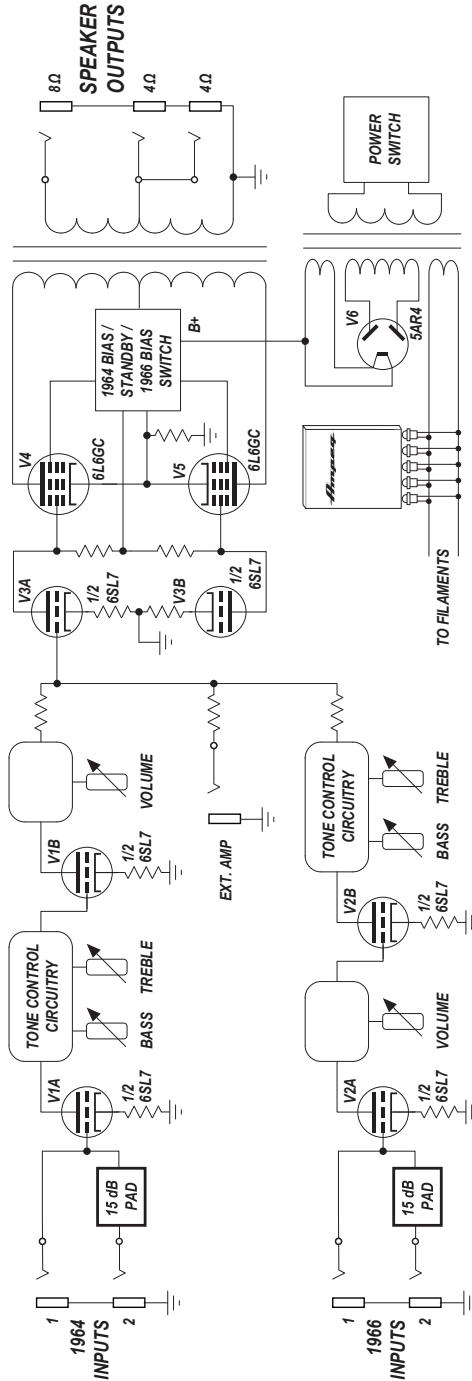 1964
INPUTS
1
2
15 dB
PAD
V1A
1/2
6SL7
TONE CONTROL
CIRCUITRY
BASS
TREBLE
V1B
1/2
6SL7
VOLUME
EXT. AMP
1966
INPUTS
1
2
15 dB
PAD
V2A
1/2
6SL7
VOLUME
V2B
1/2
6SL7
TONE CONTROL
CIRCUITRY
BASS
TREBLE
V3A
1/2
6SL7
V3B
1/2
6SL7
V4
6L6GC
V5
6L6GC
1964 BIAS /
STANDBY /
1966 BIAS
SWITCH
B+
8Ω
4Ω
4Ω
SPEAKER
OUTPUTS
TO FILAMENTS
Ampeg
V6
5AR4
POWER
SWITCH